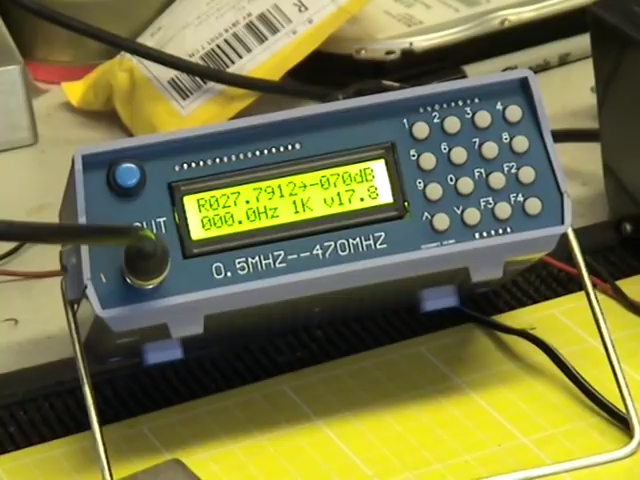 R
1 2 3 4
R027.7912→-070dB
5 6 7 8
000.0Hz 1K v17.8
9 0 F1 F2
OUT
0.5MHZ--470MHZ
Λ V F3 F4